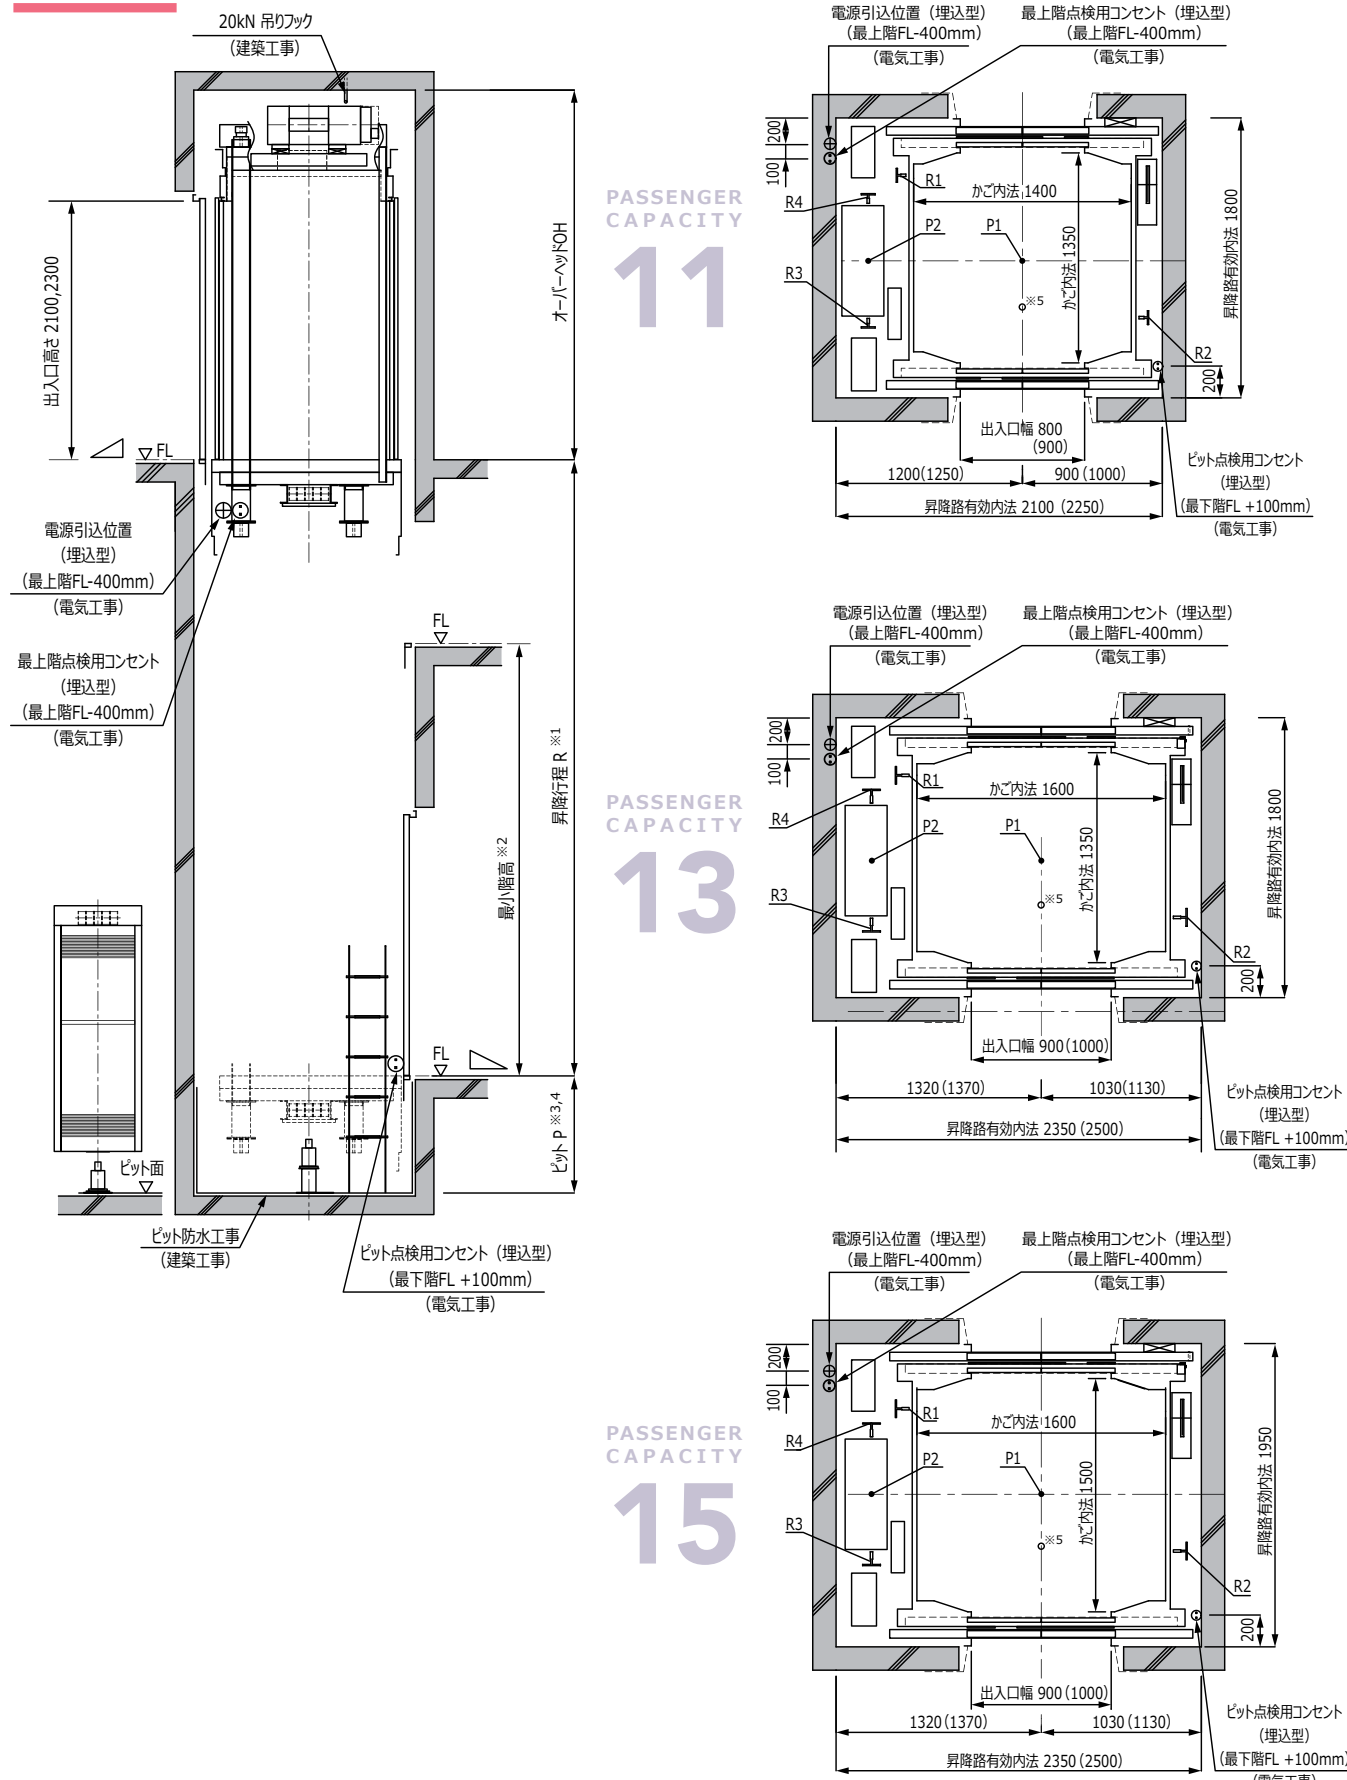 20kN 吊りフック
(建築工事)
オーバーヘッドOH
出入口高さ 2100,2300
FL
電源引込位置
(埋込型)
(最上階FL-400mm)
(電気工事)
最上階点検用コンセント
(埋込型)
(最上階FL-400mm)
(電気工事)
FL
昇降行程 R ※1
最小階高 ※2
FL
ピット P ※3,4
ピット面
ピット防水工事
(建築工事)
ピット点検用コンセント (埋込型)
(最下階FL +100mm)
(電気工事)
PASSENGER
CAPACITY
11
電源引込位置 (埋込型)
(最上階FL-400mm)
(電気工事)
最上階点検用コンセント (埋込型)
(最上階FL-400mm)
(電気工事)
200
100
R1
R4
かご内法 1400
P2
P1
かご内法 1350
昇降路有効内法 1800
R3
※5
R2
200
出入口幅 800
(900)
1200(1250)
900 (1000)
昇降路有効内法 2100 (2250)
ピット点検用コンセント
(埋込型)
(最下階FL +100mm)
(電気工事)
PASSENGER
CAPACITY
13
電源引込位置 (埋込型)
(最上階FL-400mm)
(電気工事)
最上階点検用コンセント (埋込型)
(最上階FL-400mm)
(電気工事)
200
100
R1
かご内法 1600
R4
P2
P1
かご内法 1350
昇降路有効内法 1800
R3
※5
R2
200
出入口幅 900 (1000)
1320 (1370)
1030(1130)
昇降路有効内法 2350 (2500)
ピット点検用コンセント
(埋込型)
(最下階FL +100mm)
(電気工事)
PASSENGER
CAPACITY
15
電源引込位置 (埋込型)
(最上階FL-400mm)
(電気工事)
最上階点検用コンセント (埋込型)
(最上階FL-400mm)
(電気工事)
200
100
R1
かご内法 1600
R4
P2
P1
かご内法 1500
昇降路有効内法 1950
R3
※5
R2
200
出入口幅 900 (1000)
1320 (1370)
1030 (1130)
昇降路有効内法 2350 (2500)
ピット点検用コンセント
(埋込型)
(最下階FL +100mm)
(電気工事)